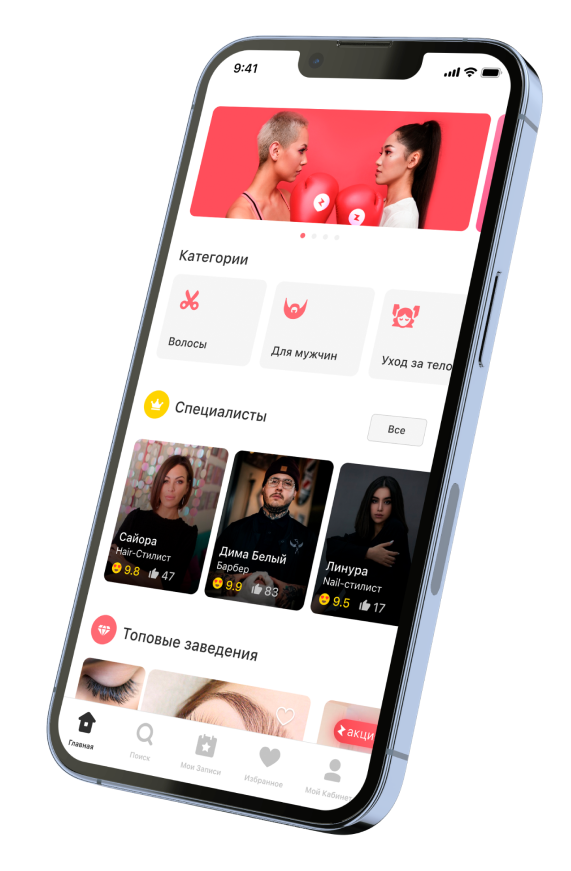 9:41
Категории
Волосы
Для мужчин
Уход за тело
Специалисты
Все
Сайора
Hair-Стилист
9.8 47
Дима Белый
Барбер
9.9 83
Линура
Nail-стилист
9.5 17
Топовые заведения
акци
Главная
Поиск
Мои Записи
Избранное
Мой Кабинет